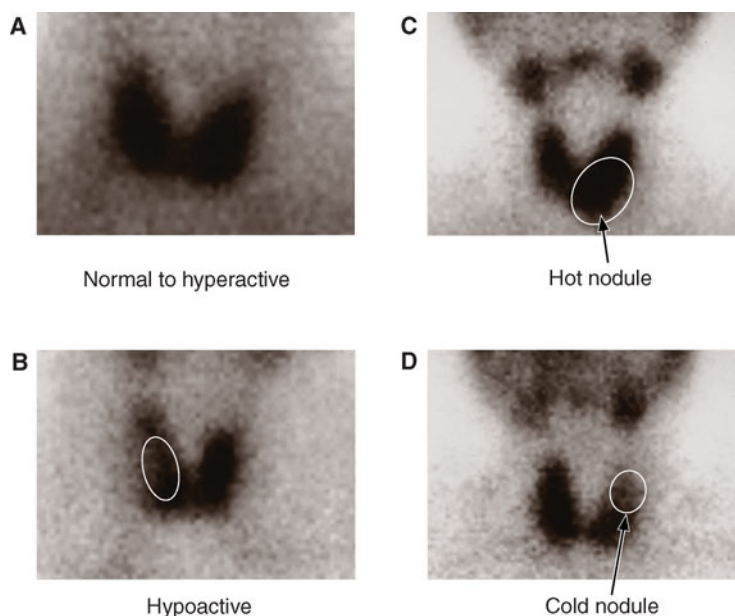 A
Normal to hyperactive
B
Hypoactive
C
Hot nodule
D
Cold nodule